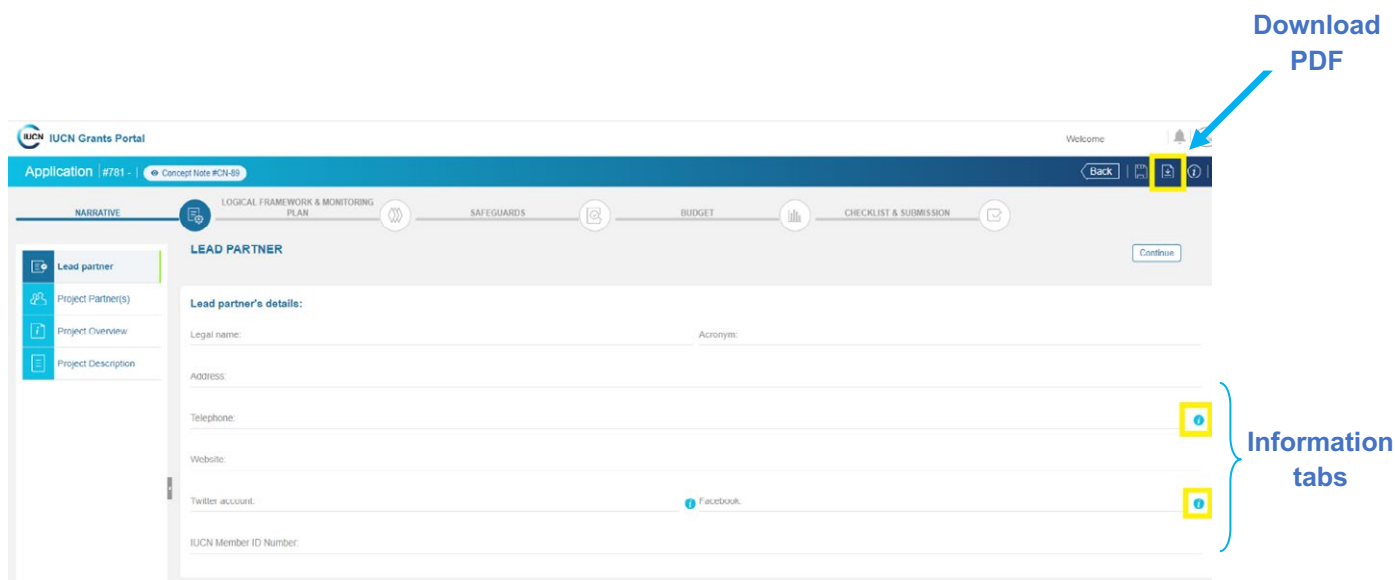 Download
PDF
IUCN IUCN Grants Portal
Welcome
Application | #781 - | Concept Note #CN-89
Back
NARRATIVE
LOGICAL FRAMEWORK & MONITORING
PLAN
SAFEGUARDS
BUDGET
CHECKLIST & SUBMISSION
Lead partner
Project Partner(s)
Project Overview
Project Description
LEAD PARTNER
Continue
Lead partner's details:
Legal name:
Acronym:
Address:
Telephone:
Website:
Twitter account:
Facebook:
IUCN Member ID Number:
Information
tabs